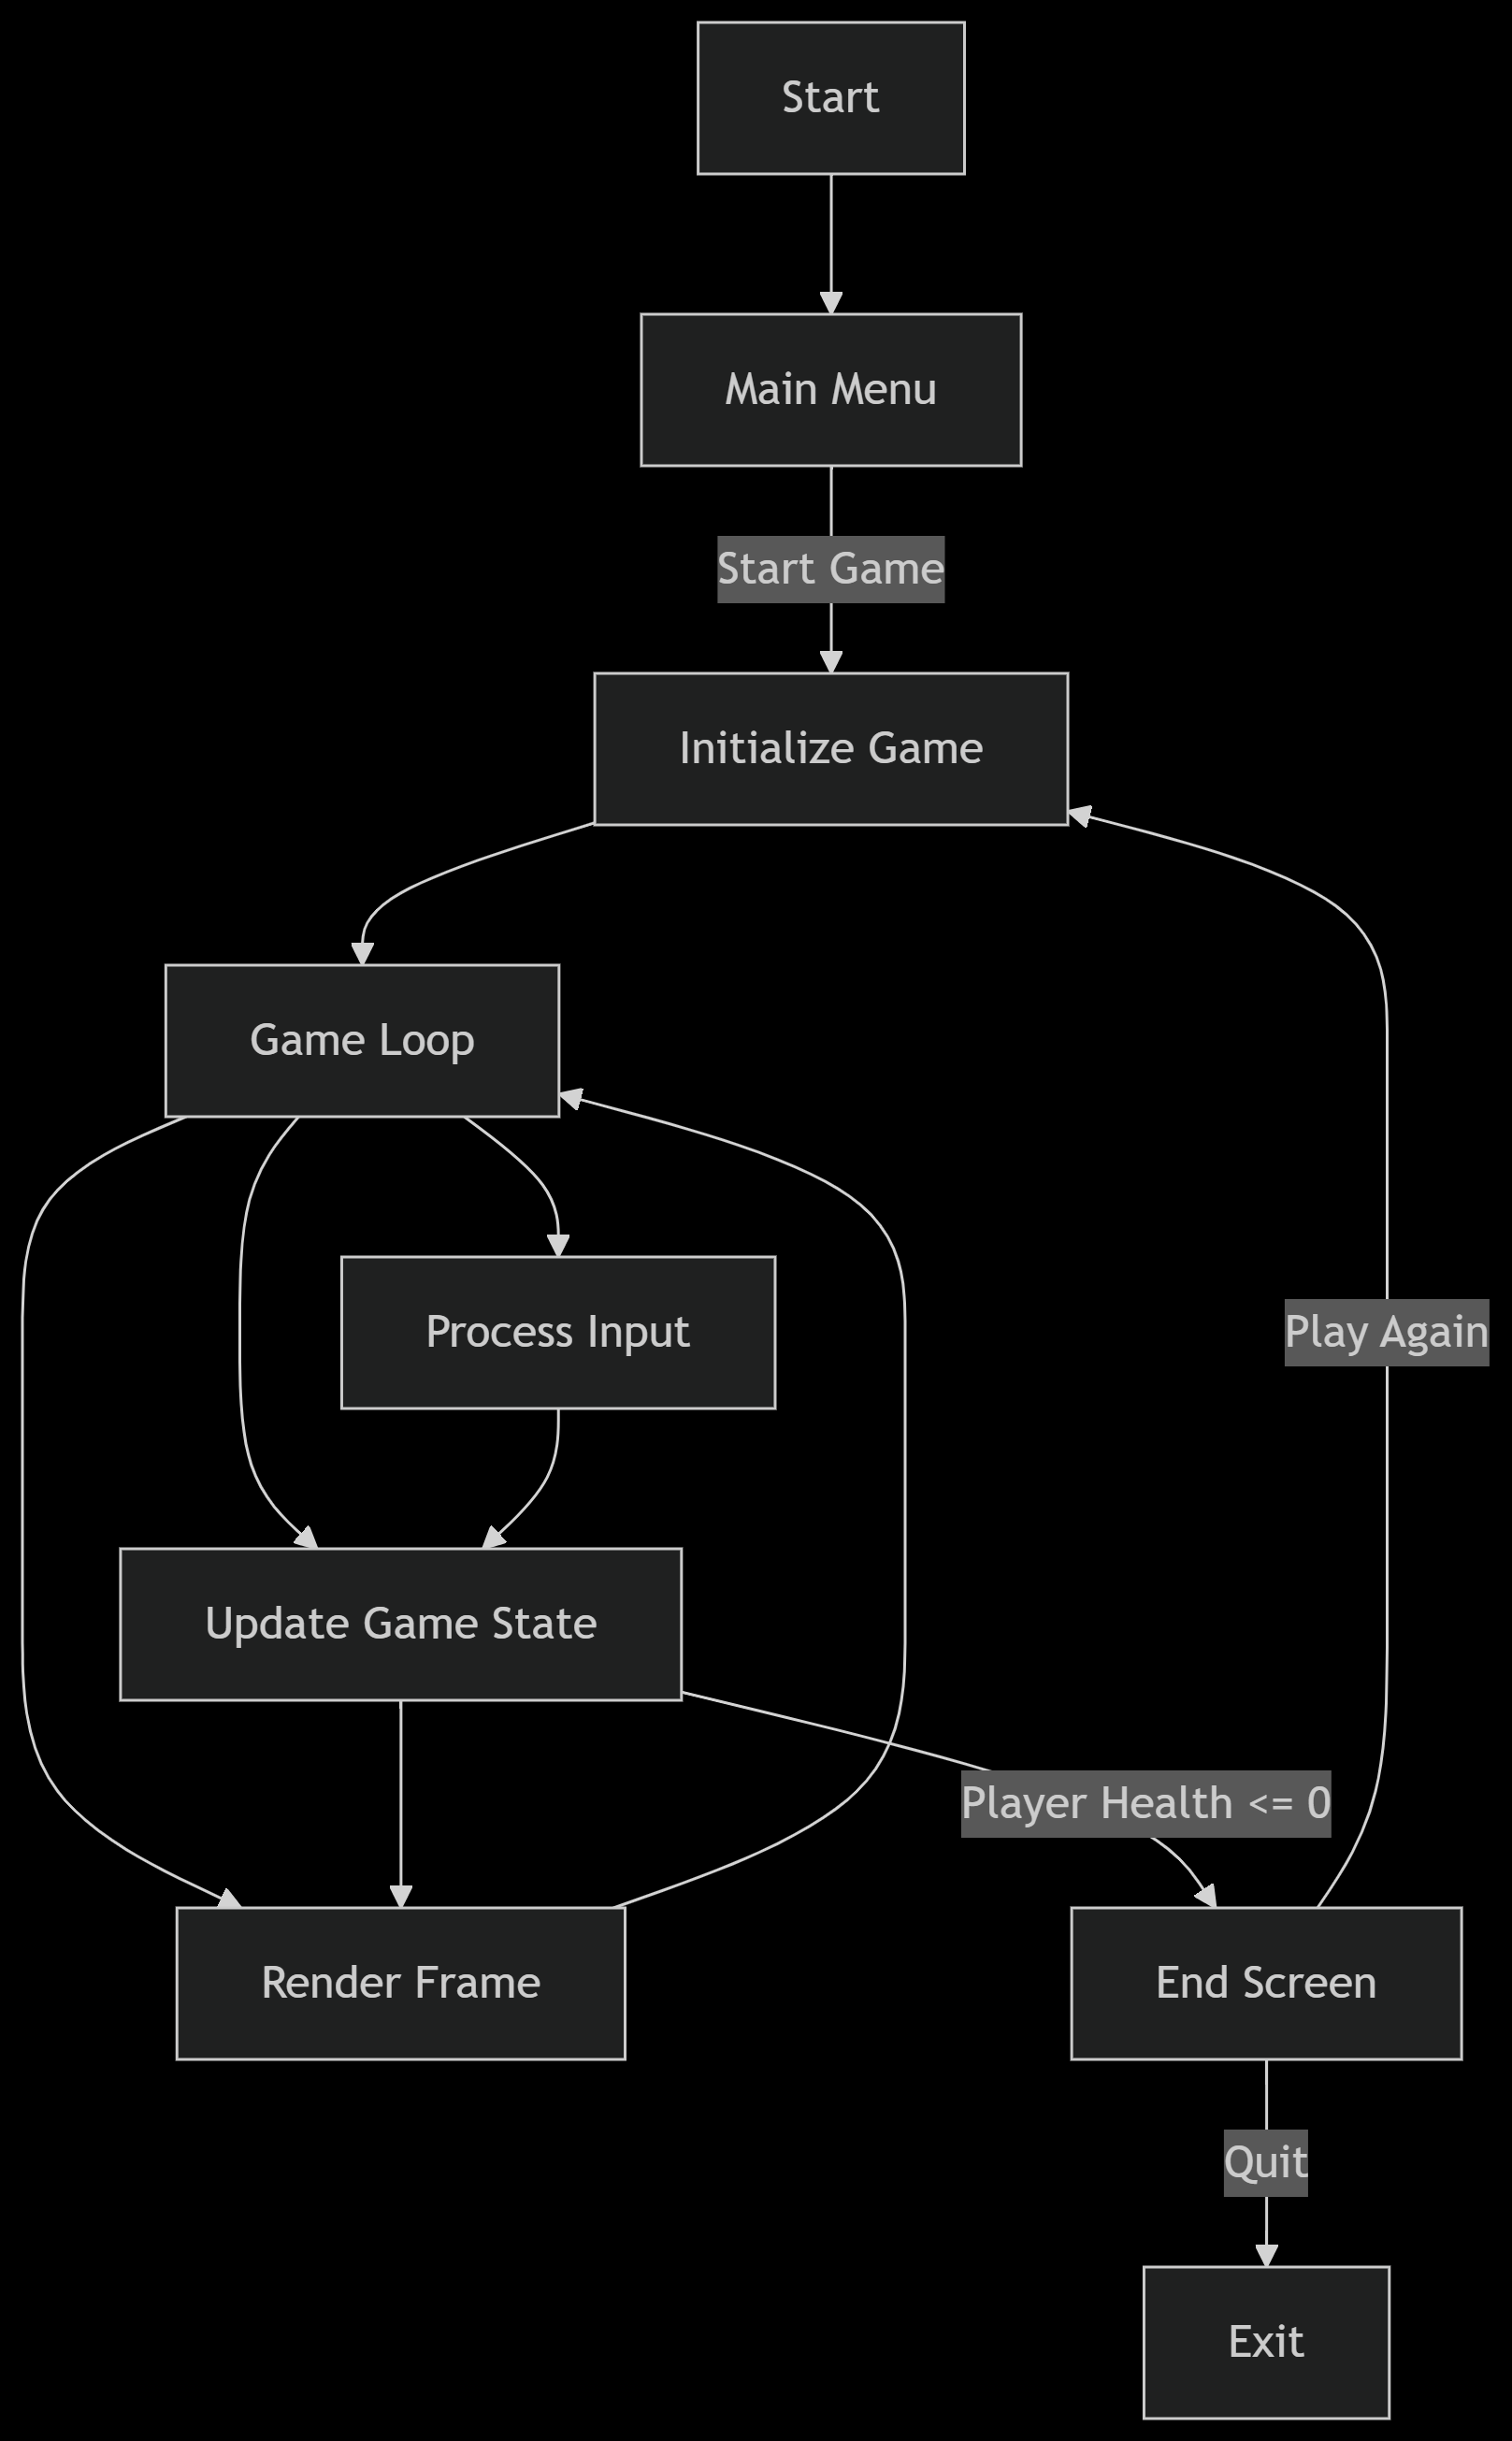 Start
Main Menu
Start Game
Initialize Game
Game Loop
Process Input
Play Again
Update Game State
Player Health <= 0
Render Frame
End Screen
Quit
Exit